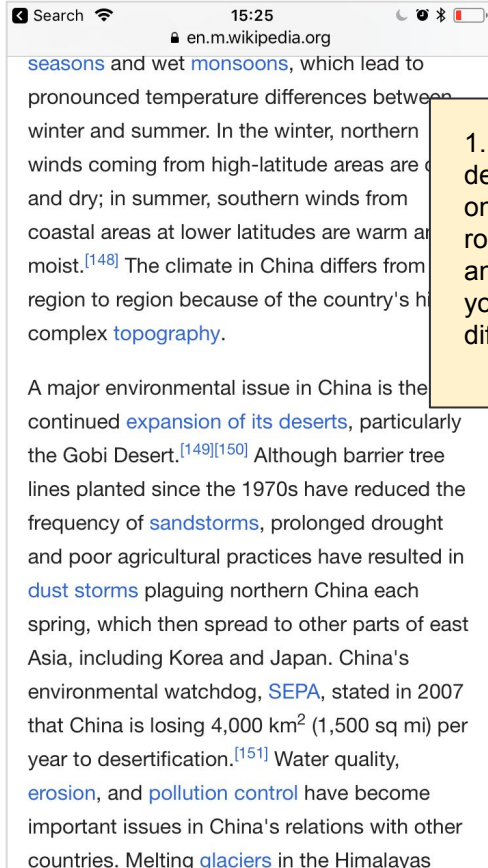 Search
15:25
en.m.wikipedia.org
seasons and wet monsoons, which lead to
pronounced temperature differences between
winter and summer. In the winter, northern
winds coming from high-latitude areas are
and dry; in summer, southern winds from
coastal areas at lower latitudes are warm
moist.[148] The climate in China differs from
region to region because of the country's
complex topography.
A major environmental issue in China is the
continued expansion of its deserts, particularly
the Gobi Desert.[149][150] Although barrier tree
lines planted since the 1970s have reduced the
frequency of sandstorms, prolonged drought
and poor agricultural practices have resulted in
dust storms plaguing northern China each
spring, which then spread to other parts of east
Asia, including Korea and Japan. China's
environmental watchdog, SEPA, stated in 2007
that China is losing 4,000 km² (1,500 sq mi) per
year to desertification.[151] Water quality,
erosion, and pollution control have become
important issues in China's relations with other
countries. Melting glaciers in the Himalayas
1.